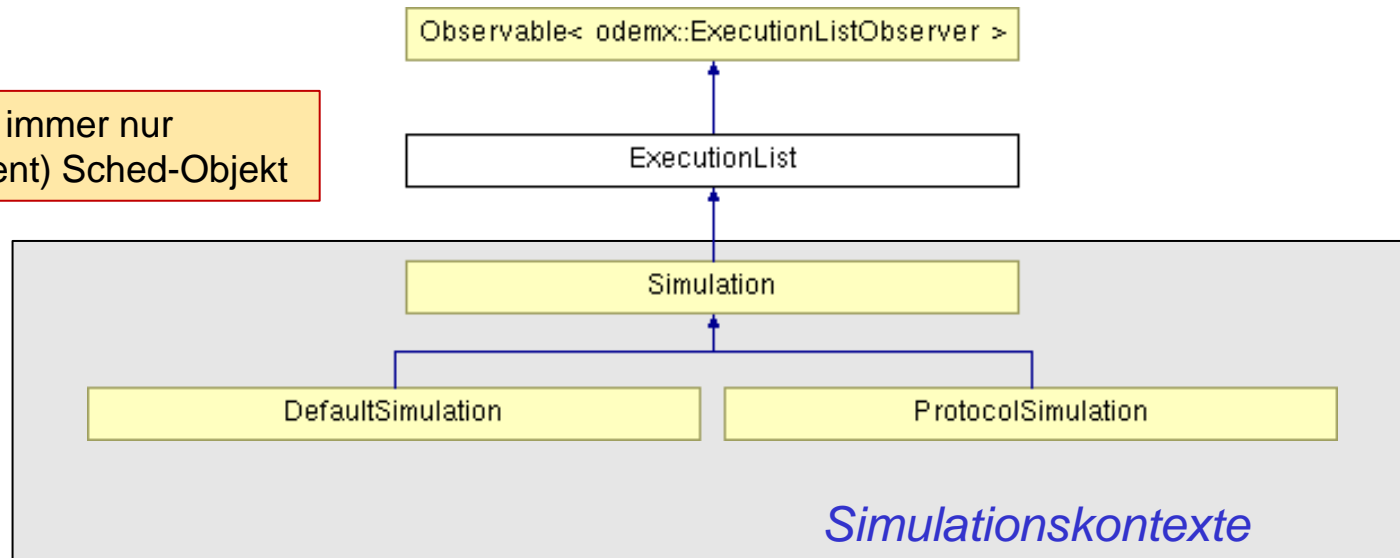 Observable< odemx::ExecutionListObserver >
immer nur
ent) Sched-Objekt
ExecutionList
Simulation
DefaultSimulation
ProtocolSimulation
Simulationskontexte